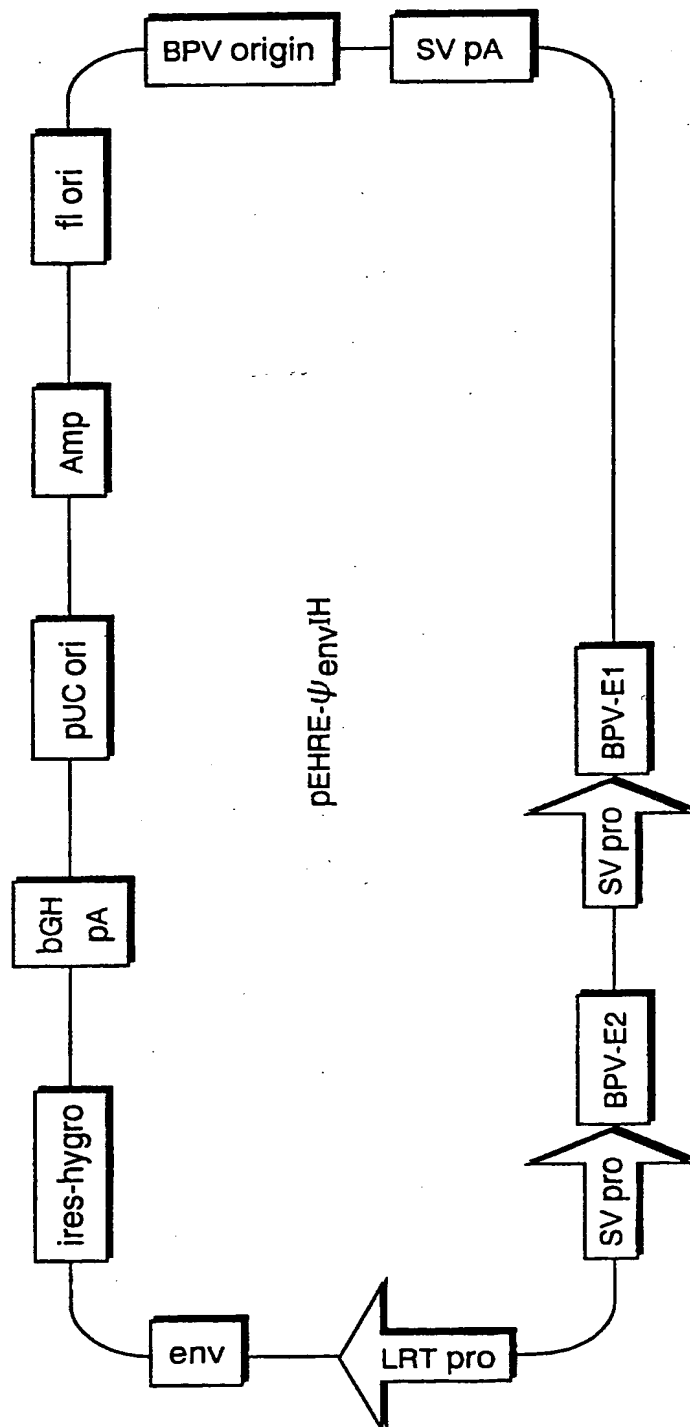 BPV origin
SV pA
fl ori
Amp
pUC ori
bGH
pA
ires-hygro
env
LRT pro
SV pro
BPV-E2
SV pro
BPV-E1
pEHRE-ψenvIH